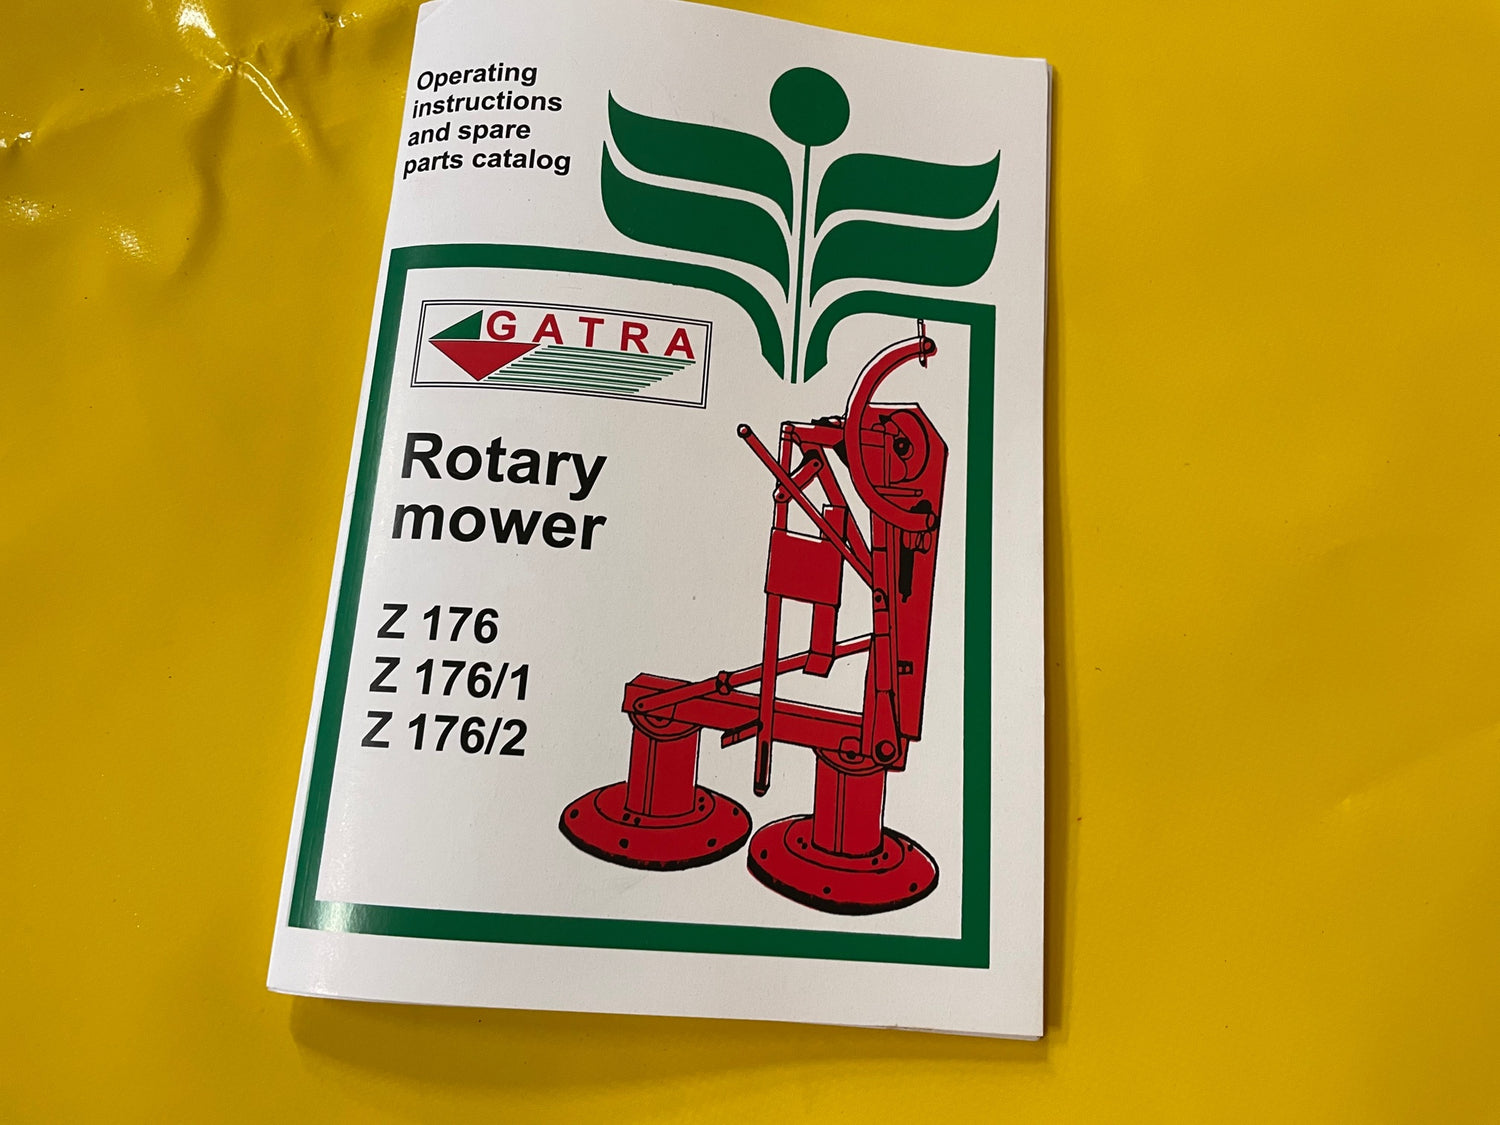 Operating
instructions
and spare
parts catalog
GATRA
Rotary
mower
Z 176
Z 176/1
Z 176/2